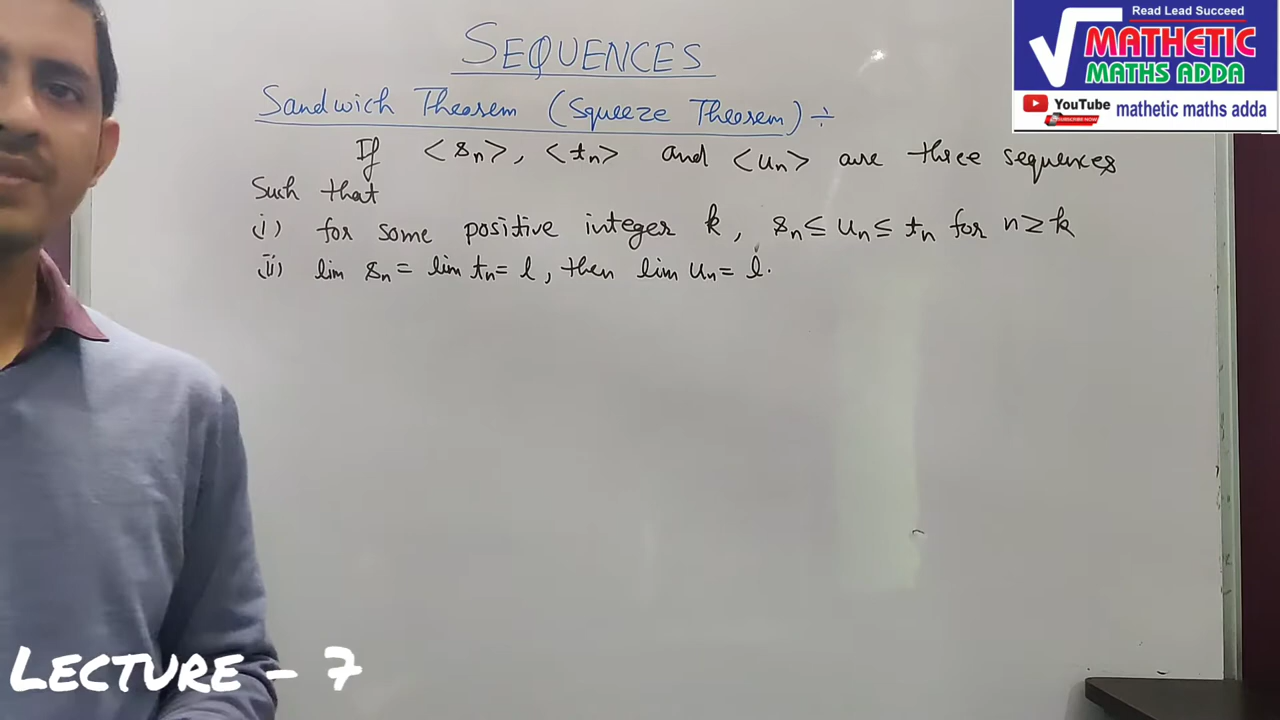 SEQUENCES
Sandwich Theorem (Squeeze Theorem) ÷
If <sn>, <tn> and <un> are three sequences
Such that
(i) for some positive integer k, sn ≤ un ≤ tn for n ≥ k
(ii) lim sn = lim tn = l, then lim un = l.
Read Lead Succeed
√ MATHETIC
MATHS ADDA
YouTube mathetic maths adda
SUBSCRIBE NOW
LECTURE - 7